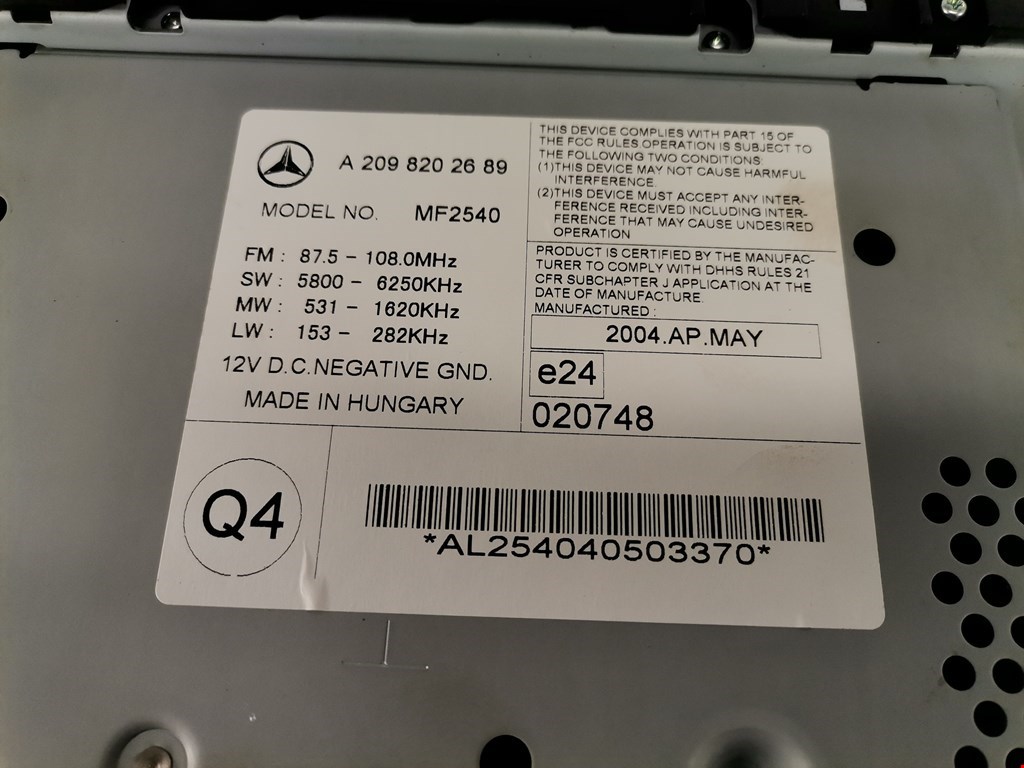 A 209 820 2689
MODEL NO. MF2540
FM : 87.5 - 108.0MHz
SW : 5800 - 6250KHz
MW : 531 - 1620KHz
LW : 153 - 282KHz
12V D.C.NEGATIVE GND.
MADE IN HUNGARY
THIS DEVICE COMPLIES WITH PART 15 OF
THE FCC RULES OPERATION IS SUBJECT TO
THE FOLLOWING TWO CONDITIONS:
(1)THIS DEVICE MAY NOT CAUSE HARMFUL
INTERFERENCE.
(2)THIS DEVICE MUST ACCEPT ANY INTER-
FERENCE RECEIVED INCLUDING INTER-
FERENCE THAT MAY CAUSE UNDESIRED
OPERATION
PRODUCT IS CERTIFIED BY THE MANUFAC-
TURER TO COMPLY WITH DHHS RULES 21
CFR SUBCHAPTER J APPLICATION AT THE
DATE OF MANUFACTURE.
MANUFACTURED :
2004.AP.MAY
e24
020748
Q4
*AL254040503370*